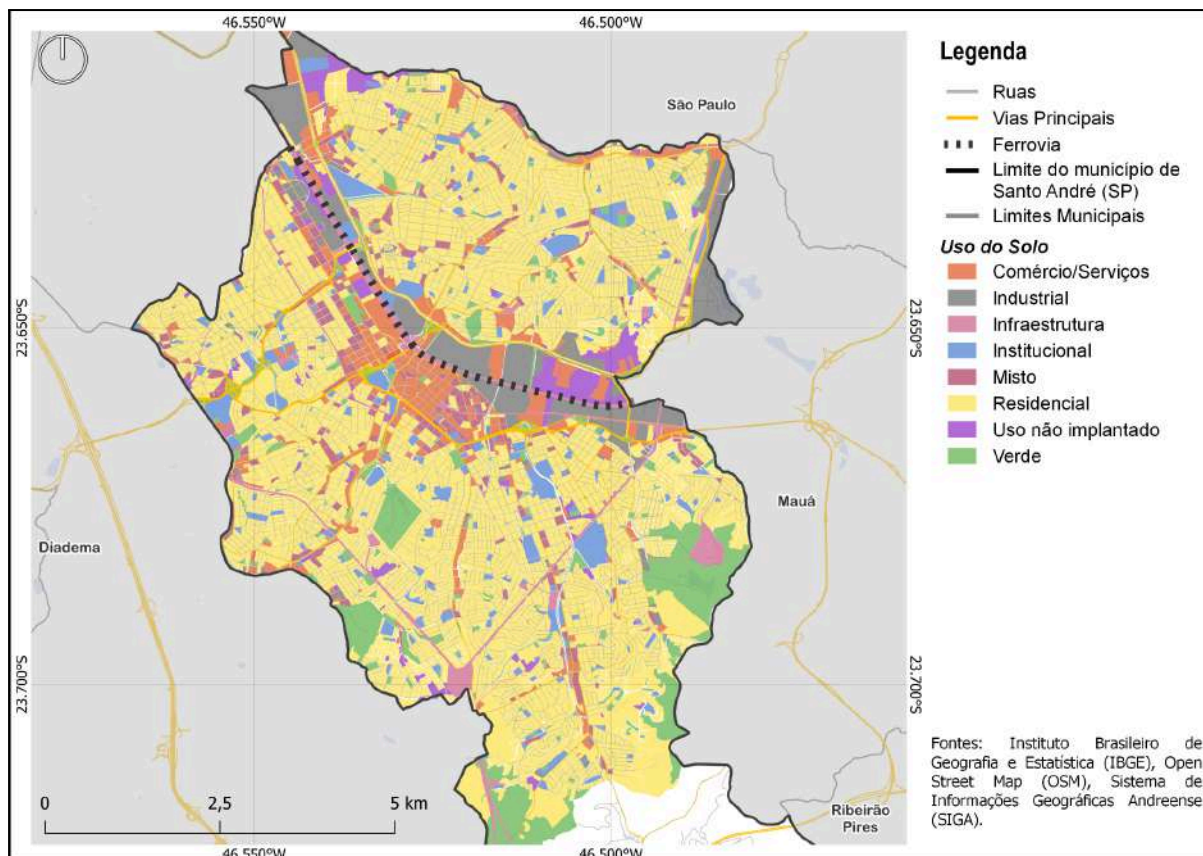 46.550°W
46.500°W
São Paulo
23.650°S
23.650°S
Mauá
Diadema
23.700°S
23.700°S
Ribeirão
Pires
0
2,5
5 km
46.550°W
46.500°W
Legenda
Ruas
Vias Principais
Ferrovia
Limite do município de
Santo André (SP)
Limites Municipais
Uso do Solo
Comércio/Serviços
Industrial
Infraestrutura
Institucional
Misto
Residencial
Uso não implantado
Verde
Fontes: Instituto Brasileiro de
Geografia e Estatística (IBGE), Open
Street Map (OSM), Sistema de
Informações Geográficas Andreense
(SIGA).